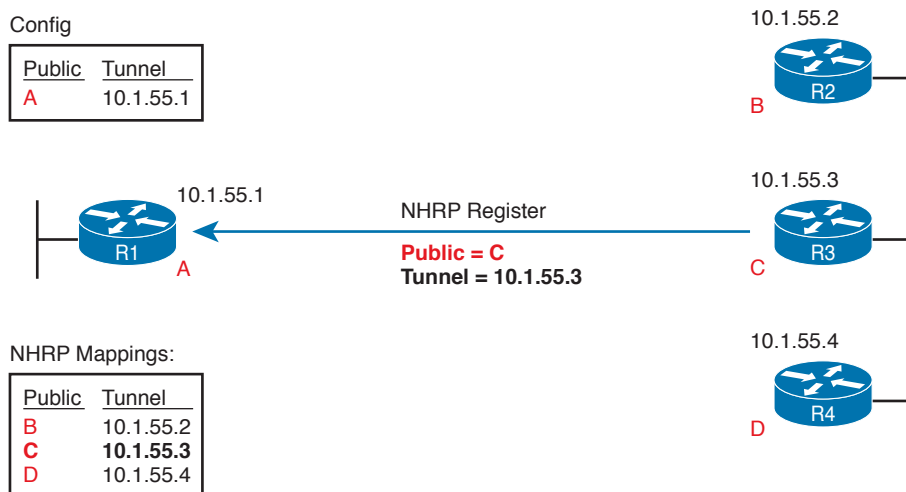 Config
Public Tunnel
A 10.1.55.1
10.1.55.2
R2
B
10.1.55.1
R1
A
NHRP Register
Public = C
Tunnel = 10.1.55.3
10.1.55.3
R3
C
NHRP Mappings:
Public Tunnel
B 10.1.55.2
C 10.1.55.3
D 10.1.55.4
10.1.55.4
R4
D